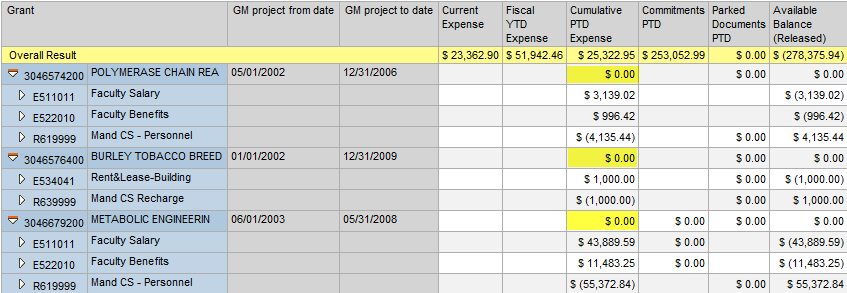 Grant GM project from date GM project to date Current Expense Fiscal YTD Expense Cumulative PTD Expense Commitments PTD Parked Documents PTD Available Balance (Released)
Overall Result $ 23,362.90 $ 51,942.46 $ 25,322.95 $ 253,052.99 $ 0.00 $ (278,375.94)
3046574200 POLYMERASE CHAIN REA 05/01/2002 12/31/2006 $ 0.00 $ 0.00 $ 0.00
E511011 Faculty Salary $ 3,139.02 $ (3,139.02)
E522010 Faculty Benefits $ 996.42 $ (996.42)
R619999 Mand CS - Personnel $ (4,135.44) $ 0.00 $ 4,135.44
3046576400 BURLEY TOBACCO BREED 01/01/2002 12/31/2009 $ 0.00 $ 0.00 $ 0.00
E534041 Rent&Lease-Building $ 1,000.00 $ 0.00 $ (1,000.00)
R639999 Mand CS Recharge $ (1,000.00) $ 0.00 $ 1,000.00
3046679200 METABOLIC ENGINEERIN 06/01/2003 05/31/2008 $ 0.00 $ 0.00 $ 0.00 $ 0.00
E511011 Faculty Salary $ 43,889.59 $ 0.00 $ (43,889.59)
E522010 Faculty Benefits $ 11,483.25 $ 0.00 $ (11,483.25)
R619999 Mand CS - Personnel $ (55,372.84) $ 0.00 $ 55,372.84